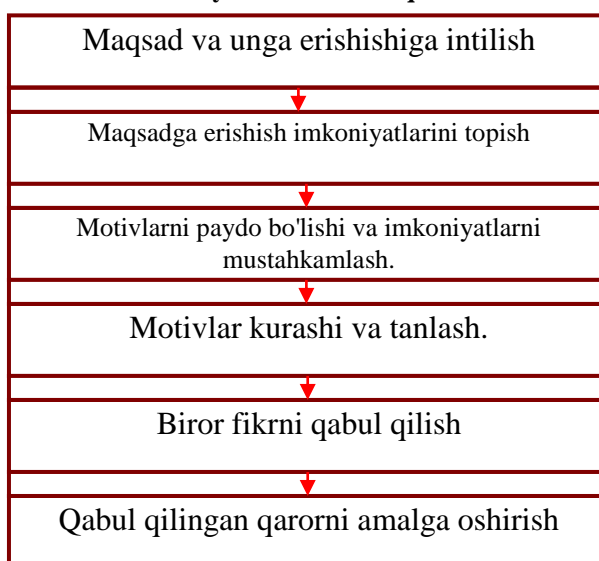 Maqsad va unga erishishiga intilish
Maqsadga erishish imkoniyatlarini topish
Motivlarni paydo bo'lishi va imkoniyatlarni
mustahkamlash.
Motivlar kurashi va tanlash.
Biror fikrni qabul qilish
Qabul qilingan qarorni amalga oshirish